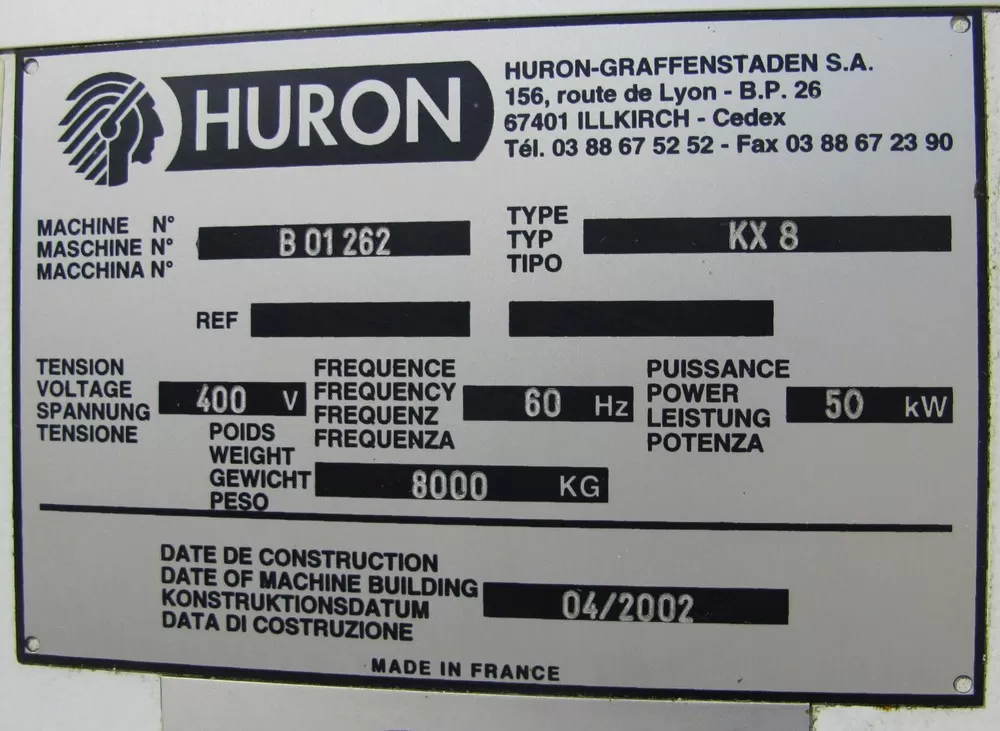 HURON
HURON-GRAFFENSTADEN S.A.
156, route de Lyon - B.P. 26
67401 ILLKIRCH - Cedex
Tél. 03 88 67 52 52 - Fax 03 88 67 23 90
MACHINE N°
MASCHINE N°
MACCHINA N°
B 01 262
TYPE
TYP
TIPO
KX 8
REF
TENSION
VOLTAGE
SPANNUNG
TENSIONE
400 V
FREQUENCE
FREQUENCY
FREQUENZ
FREQUENZA
60 Hz
PUISSANCE
POWER
LEISTUNG
POTENZA
50 kW
POIDS
WEIGHT
GEWICHT
PESO
8000 KG
DATE DE CONSTRUCTION
DATE OF MACHINE BUILDING
KONSTRUKTIONSDATUM
DATA DI COSTRUZIONE
04/2002
MADE IN FRANCE